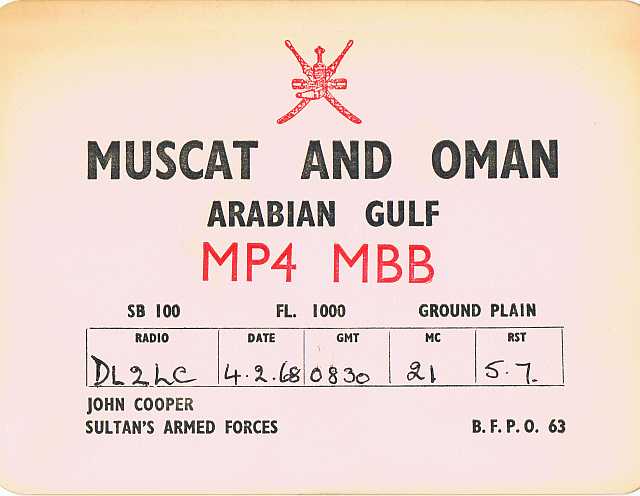 MUSCAT AND OMAN
ARABIAN GULF
MP4 MBB
SB 100 FL. 1000 GROUND PLAIN
RADIO DATE GMT MC RST
DL2LC 4.2.68 0830 21 5.7.
JOHN COOPER
SULTAN'S ARMED FORCES B.F.P.O. 63